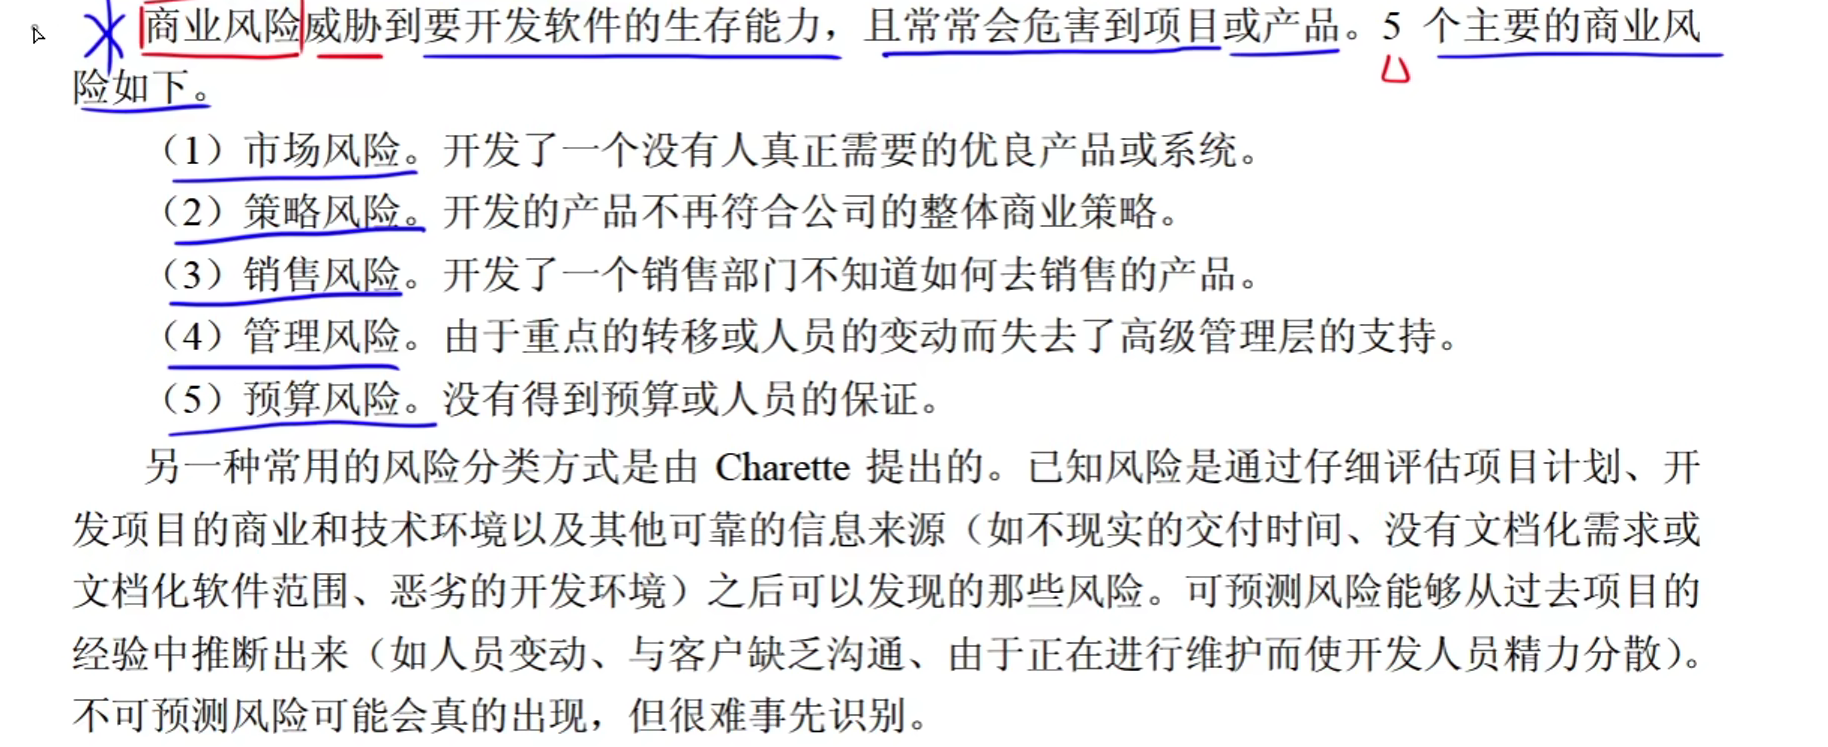 商业风险威胁到要开发软件的生存能力，且常常会危害到项目或产品。5 个主要的商业风
险如下。
（1）市场风险。开发了一个没有人真正需要的优良产品或系统。
（2）策略风险。开发的产品不再符合公司的整体商业策略。
（3）销售风险。开发了一个销售部门不知道如何去销售的产品。
（4）管理风险。由于重点的转移或人员的变动而失去了高级管理层的支持。
（5）预算风险。没有得到预算或人员的保证。
另一种常用的风险分类方式是由 Charette 提出的。已知风险是通过仔细评估项目计划、开
发项目的商业和技术环境以及其他可靠的信息来源（如不现实的交付时间、没有文档化需求或
文档化软件范围、恶劣的开发环境）之后可以发现的那些风险。可预测风险能够从过去项目的
经验中推断出来（如人员变动、与客户缺乏沟通、由于正在进行维护而使开发人员精力分散）。
不可预测风险可能会真的出现，但很难事先识别。